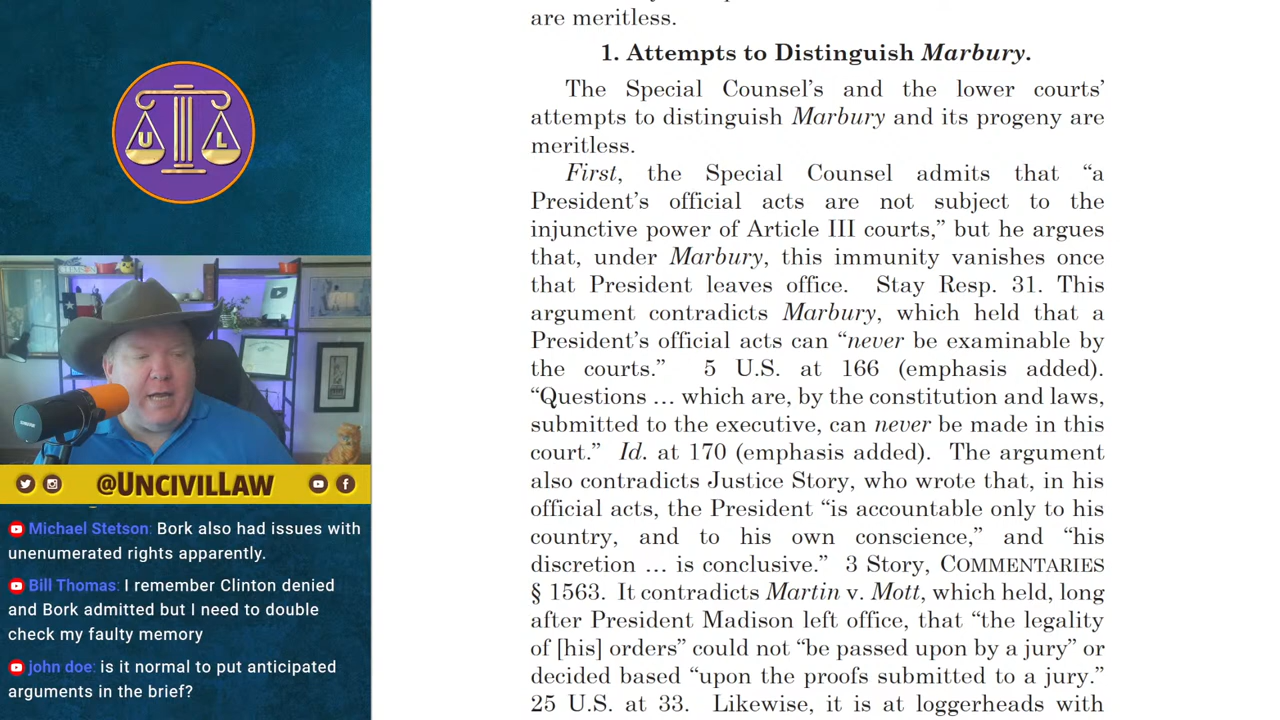 are meritless.
1. Attempts to Distinguish Marbury.
The Special Counsel’s and the lower courts’
attempts to distinguish Marbury and its progeny are
meritless.
First, the Special Counsel admits that “a
President’s official acts are not subject to the
injunctive power of Article III courts,” but he argues
that, under Marbury, this immunity vanishes once
that President leaves office. Stay Resp. 31. This
argument contradicts Marbury, which held that a
President’s official acts can “never be examinable by
the courts.” 5 U.S. at 166 (emphasis added).
“Questions … which are, by the constitution and laws,
submitted to the executive, can never be made in this
court.” Id. at 170 (emphasis added). The argument
also contradicts Justice Story, who wrote that, in his
official acts, the President “is accountable only to his
country, and to his own conscience,” and “his
discretion … is conclusive.” 3 Story, COMMENTARIES
§ 1563. It contradicts Martin v. Mott, which held, long
after President Madison left office, that “the legality
of [his] orders” could not “be passed upon by a jury” or
decided based “upon the proofs submitted to a jury.”
25 U.S. at 33. Likewise, it is at loggerheads with
U L
@UNCIVILLAW
Michael Stetson: Bork also had issues with
unenumerated rights apparently.
Bill Thomas: I remember Clinton denied
and Bork admitted but I need to double
check my faulty memory
john doe: is it normal to put anticipated
arguments in the brief?